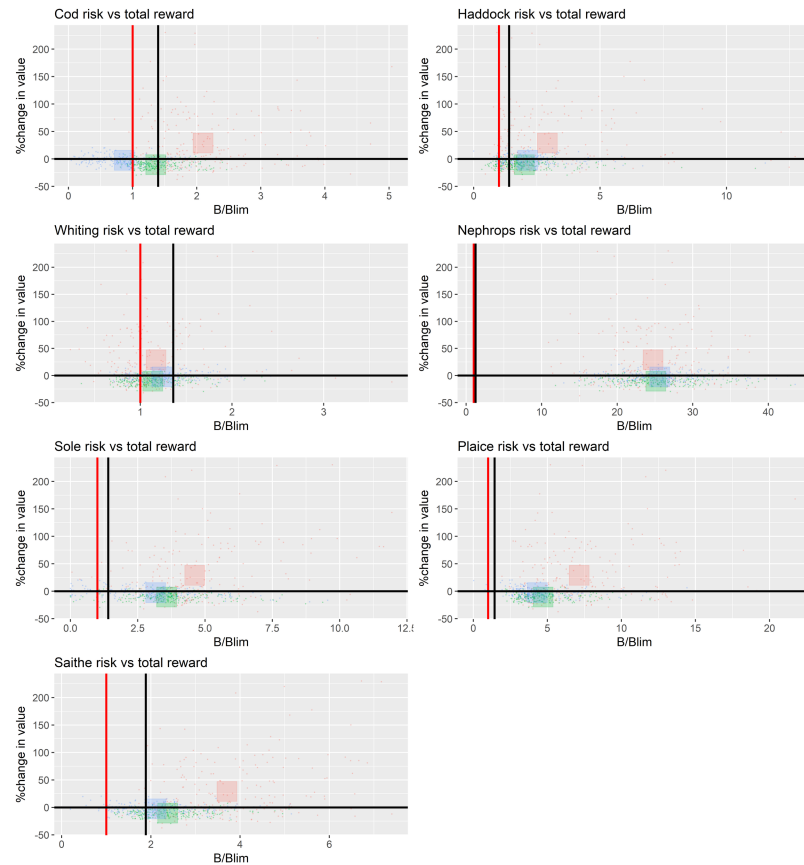 Cod risk vs total reward
%change in value
200
150
100
50
0
-50
0 1 2 3 4 5
B/Blim
Haddock risk vs total reward
%change in value
200
150
100
50
0
-50
0 5 10
B/Blim
Whiting risk vs total reward
%change in value
200
150
100
50
0
-50
1 2 3
B/Blim
Nephrops risk vs total reward
%change in value
200
150
100
50
0
-50
0 10 20 30 40
B/Blim
Sole risk vs total reward
%change in value
200
150
100
50
0
-50
0.0 2.5 5.0 7.5 10.0 12.5
B/Blim
Plaice risk vs total reward
%change in value
200
150
100
50
0
-50
0 5 10 15 20
B/Blim
Saithe risk vs total reward
%change in value
200
150
100
50
0
-50
0 2 4 6
B/Blim